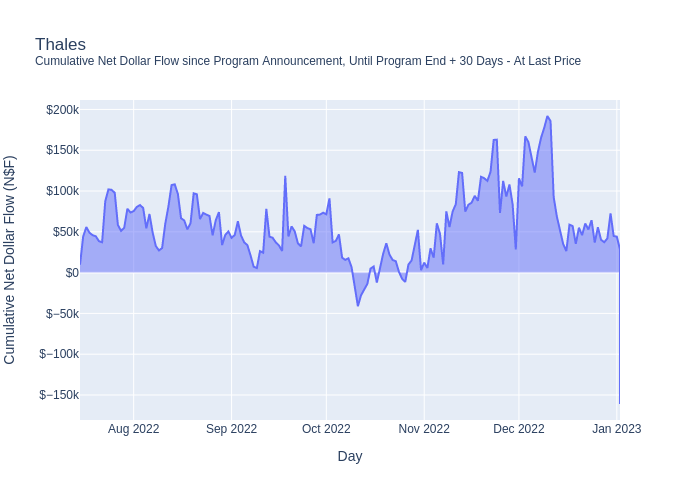 Thales
Cumulative Net Dollar Flow since Program Announcement, Until Program End + 30 Days - At Last Price
Cumulative Net Dollar Flow (N$F)
$200k
$150k
$100k
$50k
$0
$−50k
$−100k
$−150k
Aug 2022
Sep 2022
Oct 2022
Nov 2022
Dec 2022
Jan 2023
Day